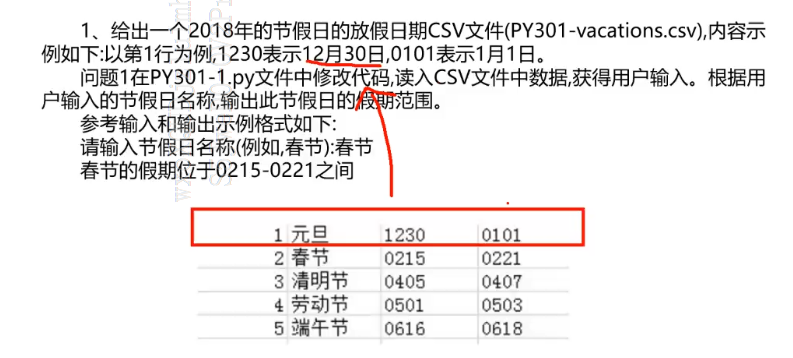 1、给出一个2018年的节假日的放假日期CSV文件(PY301-vacations.csv),内容示
例如下:以第1行为例,1230表示12月30日,0101表示1月1日。
问题1在PY301-1.py文件中修改代码,读入CSV文件中数据,获得用户输入。根据用
户输入的节假日名称,输出此节假日的假期范围。
参考输入和输出示例格式如下:
请输入节假日名称(例如,春节):春节
春节的假期位于0215-0221之间
1 元旦 1230 0101
2 春节 0215 0221
3 清明节 0405 0407
4 劳动节 0501 0503
5 端午节 0616 0618